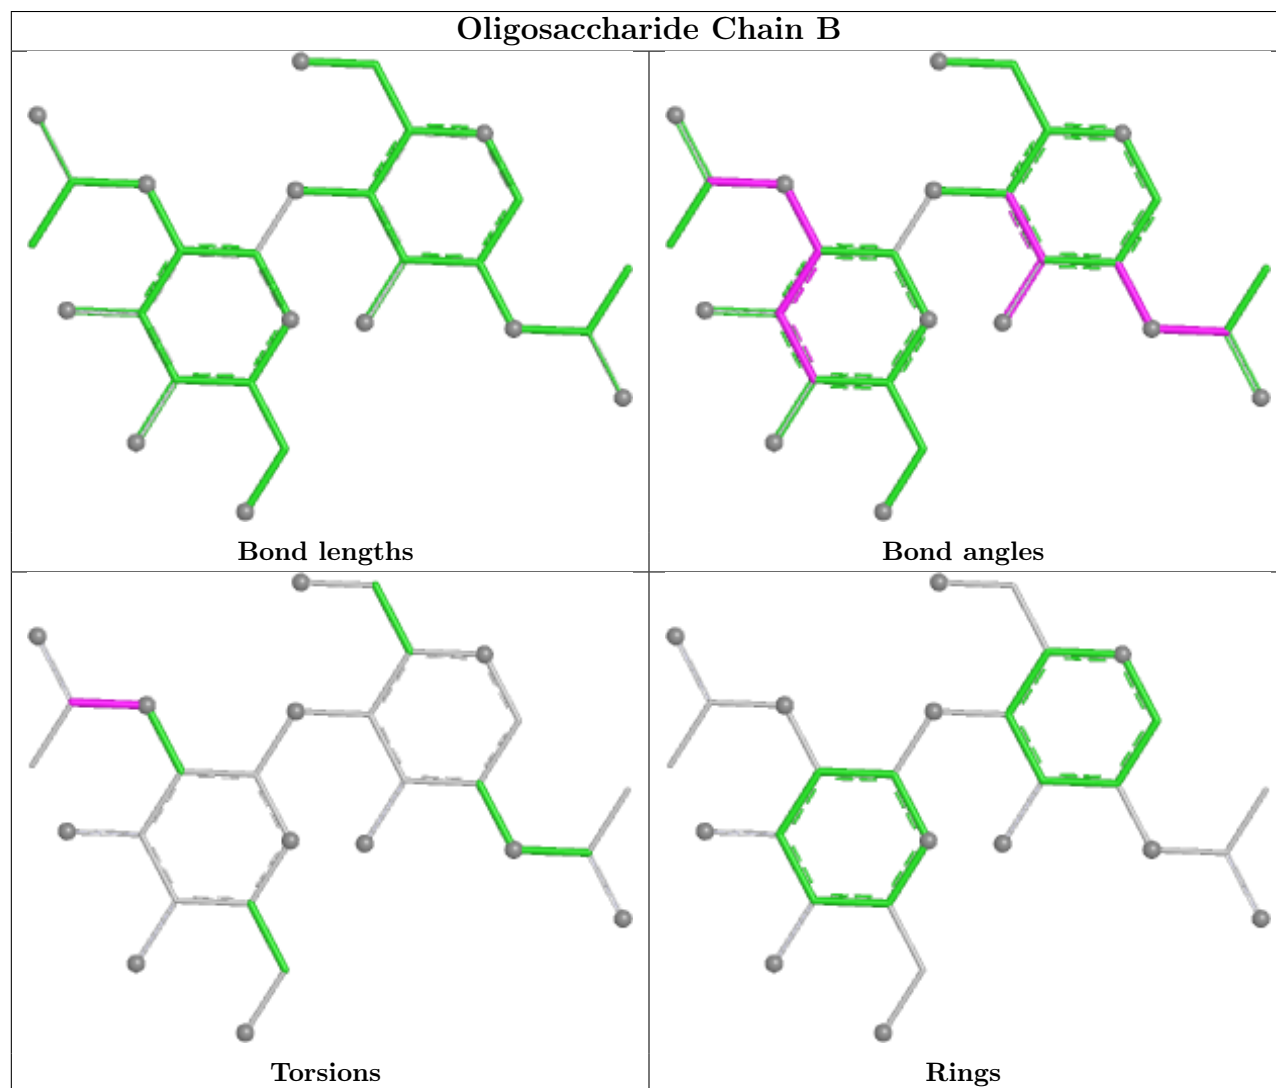 Oligosaccharide Chain B
Bond lengths
Bond angles
Torsions
Rings